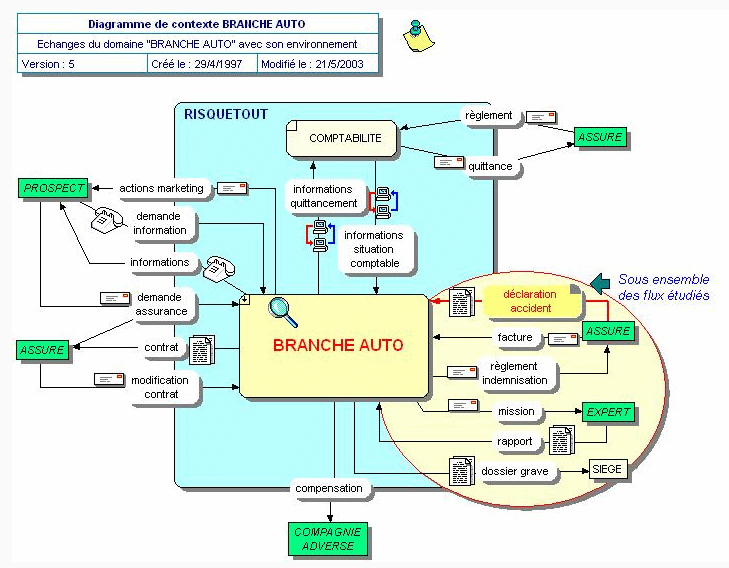 Diagramme de contexte BRANCHE AUTO
Echanges du domaine "BRANCHE AUTO" avec son environnement
Version : 5
Créé le : 29/4/1997
Modifié le : 21/5/2003
RISQUETOUT
COMPTABILITE
règlement
ASSURE
quittance
PROSPECT
actions marketing
informations
quittancement
demande
information
informations
situation
comptable
informations
Sous ensemble
des flux étudiés
demande
assurance
déclaration
accident
BRANCHE AUTO
ASSURE
facture
ASSURE
contrat
règlement
indemnisation
modification
contrat
mission
EXPERT
rapport
dossier grave
SIEGE
compensation
COMPAGNIE
ADVERSE